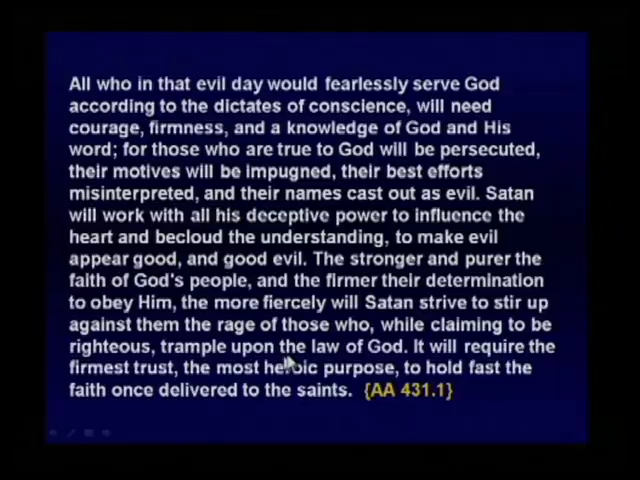 All who in that evil day would fearlessly serve God
according to the dictates of conscience, will need
courage, firmness, and a knowledge of God and His
word; for those who are true to God will be persecuted,
their motives will be impugned, their best efforts
misinterpreted, and their names cast out as evil. Satan
will work with all his deceptive power to influence the
heart and becloud the understanding, to make evil
appear good, and good evil. The stronger and purer the
faith of God's people, and the firmer their determination
to obey Him, the more fiercely will Satan strive to stir up
against them the rage of those who, while claiming to be
righteous, trample upon the law of God. It will require the
firmest trust, the most heroic purpose, to hold fast the
faith once delivered to the saints. {AA 431.1}